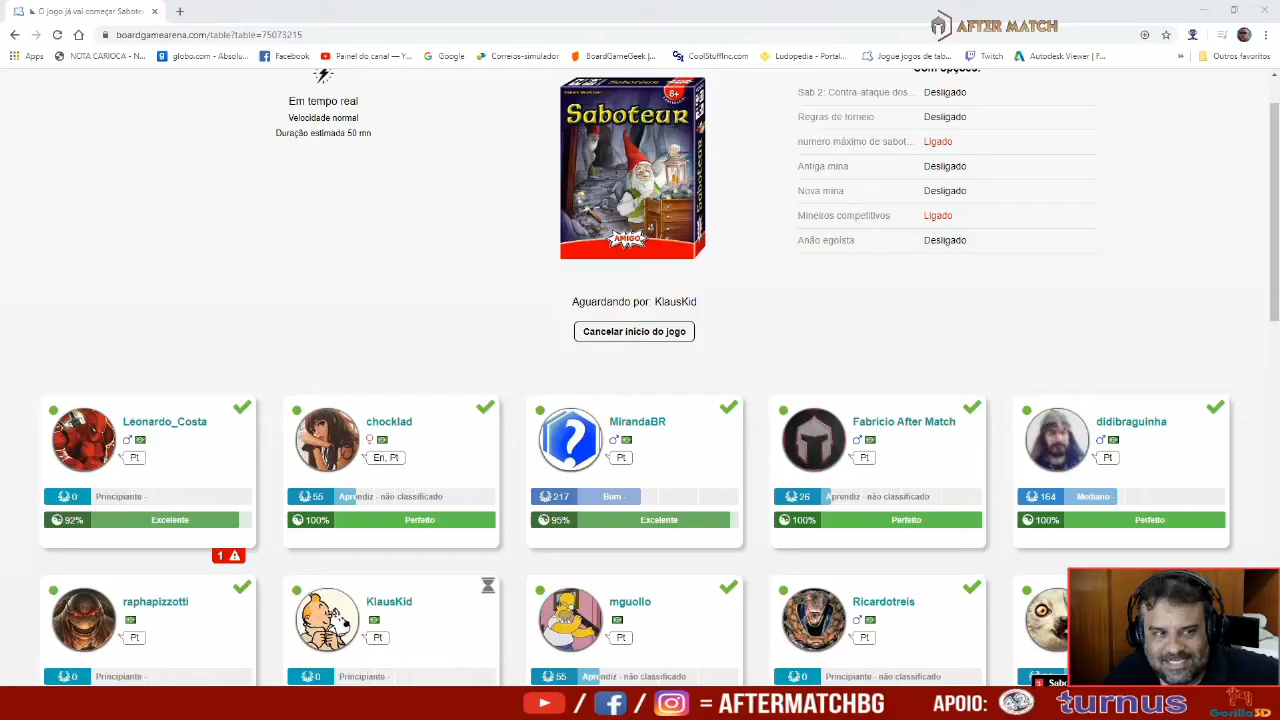 O jogo já vai começar Sabote
AFTER MATCH
boardgamearena.com/table?table=75073215
Apps
NOTA CARIOCA - N...
globo.com - Absolu...
Facebook
Painel do canal — Y...
Google
Correios-simulador
BoardGameGeek /...
CoolStuffInc.com
Ludopedia - Portal...
Jogue jogos de tab...
Twitch
Autodesk Viewer | F...
»
Outros favoritos
Com opções:
Em tempo real
Velocidade normal
Duração estimada 50 mn
8+
Saboteur
Saboteur
AMIGO
Sab 2: Contra-ataque dos... Desligado
Regras de torneio Desligado
numero máximo de sabot... Ligado
Antiga mina Desligado
Nova mina Desligado
Mineiros competitivos Ligado
Anão egoísta Desligado
Aguardando por: KlausKid
Cancelar início do jogo
Leonardo_Costa
Pt
0 Principiante -
92% Excelente
1
chocklad
En, Pt
55 Aprendiz - não classificado
100% Perfeito
MirandaBR
Pt
217 Bom -
95% Excelente
Fabricio After Match
Pt
26 Aprendiz - não classificado
100% Perfeito
didibraguinha
Pt
164 Mediano -
100% Perfeito
raphapizzotti
Pt
0 Principiante -
KlausKid
Pt
0 Principiante -
mguollo
Pt
55 Aprendiz - não classificado
Ricardotreis
Pt
0 Principiante - não classificado
Sabo
/ / = AFTERMATCHBG
APOIO:
turnus
Gorilla3D